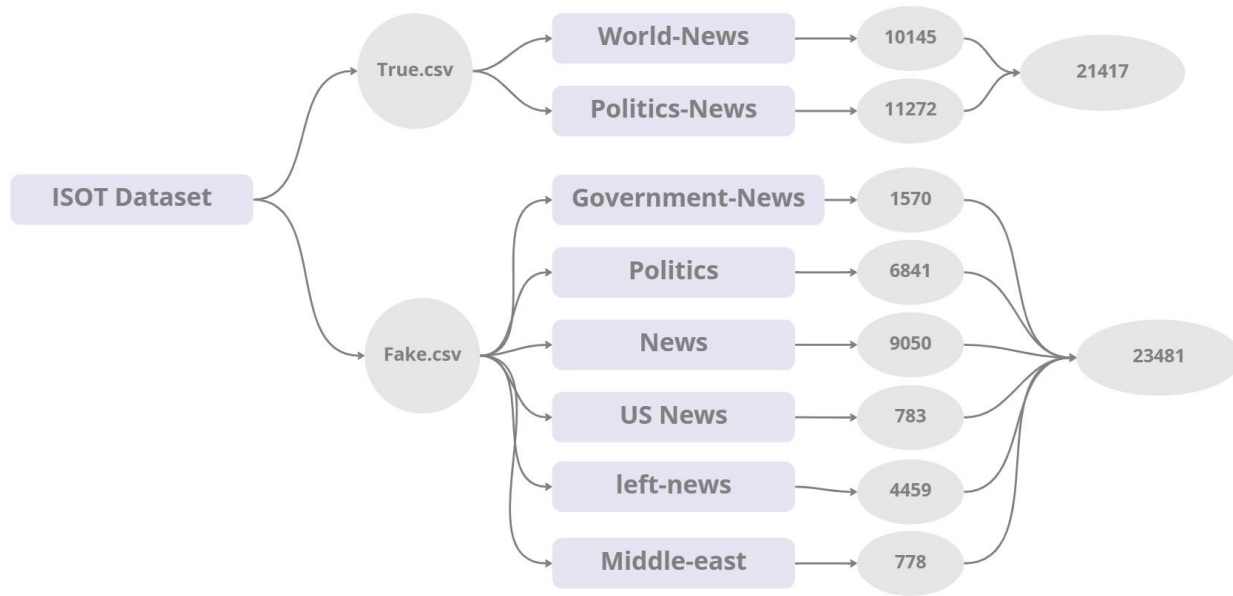 ISOT Dataset
True.csv
World-News
10145
Politics-News
11272
21417
Fake.csv
Government-News
1570
Politics
6841
News
9050
US News
783
left-news
4459
Middle-east
778
23481